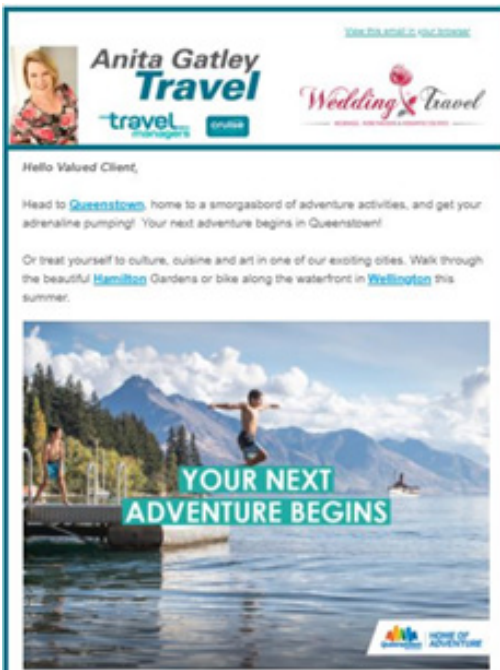 View this email in your browser
Anita Gatley
Travel
travel
managers
cruise
Wedding Travel
Hello Valued Client,
Head to Queenstown, home to a smorgasbord of adventure activities, and get your
adrenaline pumping! Your next adventure begins in Queenstown!
Or treat yourself to culture, cuisine and art in one of our exciting cities. Walk through
the beautiful Hamilton Gardens or bike along the waterfront in Wellington this
summer.
YOUR NEXT
ADVENTURE BEGINS
queenstown
HOME OF
ADVENTURE